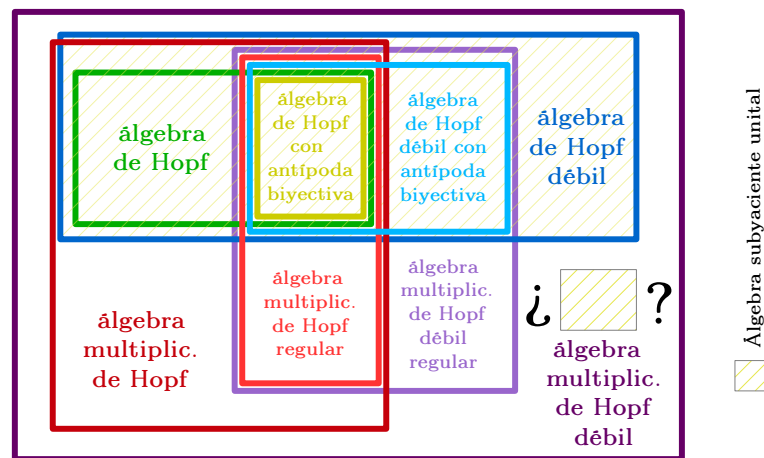 álgebra
de Hopf
álgebra
de Hopf
con
antípoda
biyectiva
álgebra
de Hopf
débil con
antípoda
biyectiva
álgebra
de Hopf
débil
álgebra
multiplic.
de Hopf
álgebra
multiplic.
de Hopf
regular
álgebra
multiplic.
de Hopf
débil
regular
¿ ?
álgebra
multiplic.
de Hopf
débil
Álgebra subyaciente unital